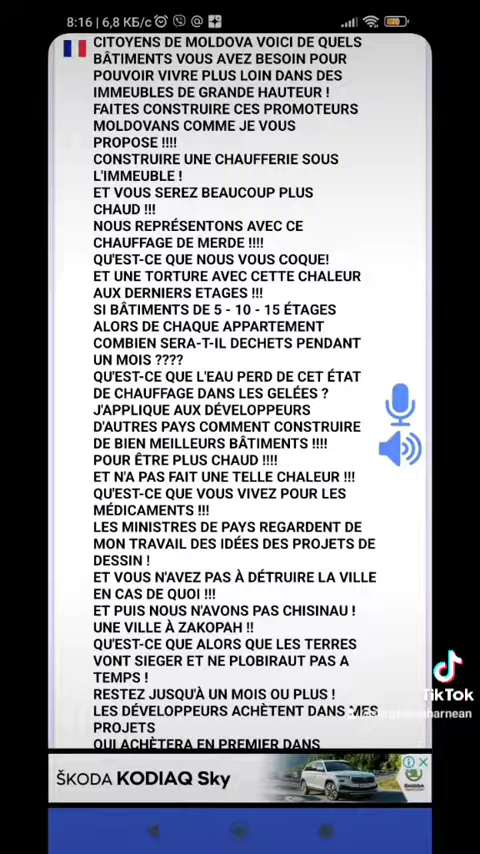 8:16 | 6,8 КБ/с
CITOYENS DE MOLDOVA VOICI DE QUELS
BÂTIMENTS VOUS AVEZ BESOIN POUR
POUVOIR VIVRE PLUS LOIN DANS DES
IMMEUBLES DE GRANDE HAUTEUR !
FAITES CONSTRUIRE CES PROMOTEURS
MOLDOVANS COMME JE VOUS
PROPOSE !!!!
CONSTRUIRE UNE CHAUFFERIE SOUS
L'IMMEUBLE !
ET VOUS SEREZ BEAUCOUP PLUS
CHAUD !!!
NOUS REPRÉSENTONS AVEC CE
CHAUFFAGE DE MERDE !!!!
QU'EST-CE QUE NOUS VOUS COQUE!
ET UNE TORTURE AVEC CETTE CHALEUR
AUX DERNIERS ETAGES !!!
SI BÂTIMENTS DE 5 - 10 - 15 ÉTAGES
ALORS DE CHAQUE APPARTEMENT
COMBIEN SERA-T-IL DECHETS PENDANT
UN MOIS ????
QU'EST-CE QUE L'EAU PERD DE CET ÉTAT
DE CHAUFFAGE DANS LES GELÉES ?
J'APPLIQUE AUX DÉVELOPPEURS
D'AUTRES PAYS COMMENT CONSTRUIRE
DE BIEN MEILLEURS BÂTIMENTS !!!!
POUR ÊTRE PLUS CHAUD !!!!
ET N'A PAS FAIT UNE TELLE CHALEUR !!!
QU'EST-CE QUE VOUS VIVEZ POUR LES
MÉDICAMENTS !!!
LES MINISTRES DE PAYS REGARDENT DE
MON TRAVAIL DES IDÉES DES PROJETS DE
DESSIN !
ET VOUS N'AVEZ PAS À DÉTRUIRE LA VILLE
EN CAS DE QUOI !!!
ET PUIS NOUS N'AVONS PAS CHISINAU !
UNE VILLE À ZAKOPAH !!
QU'EST-CE QUE ALORS QUE LES TERRES
VONT SIEGER ET NE PLOBIRAUT PAS A
TEMPS !
RESTEZ JUSQU'À UN MOIS OU PLUS !
LES DÉVELOPPEURS ACHÈTENT DANS MES
PROJETS
QUI ACHÈTERA EN PREMIER DANS
TikTok
ŠKODA KODIAQ Sky
ŠKODA